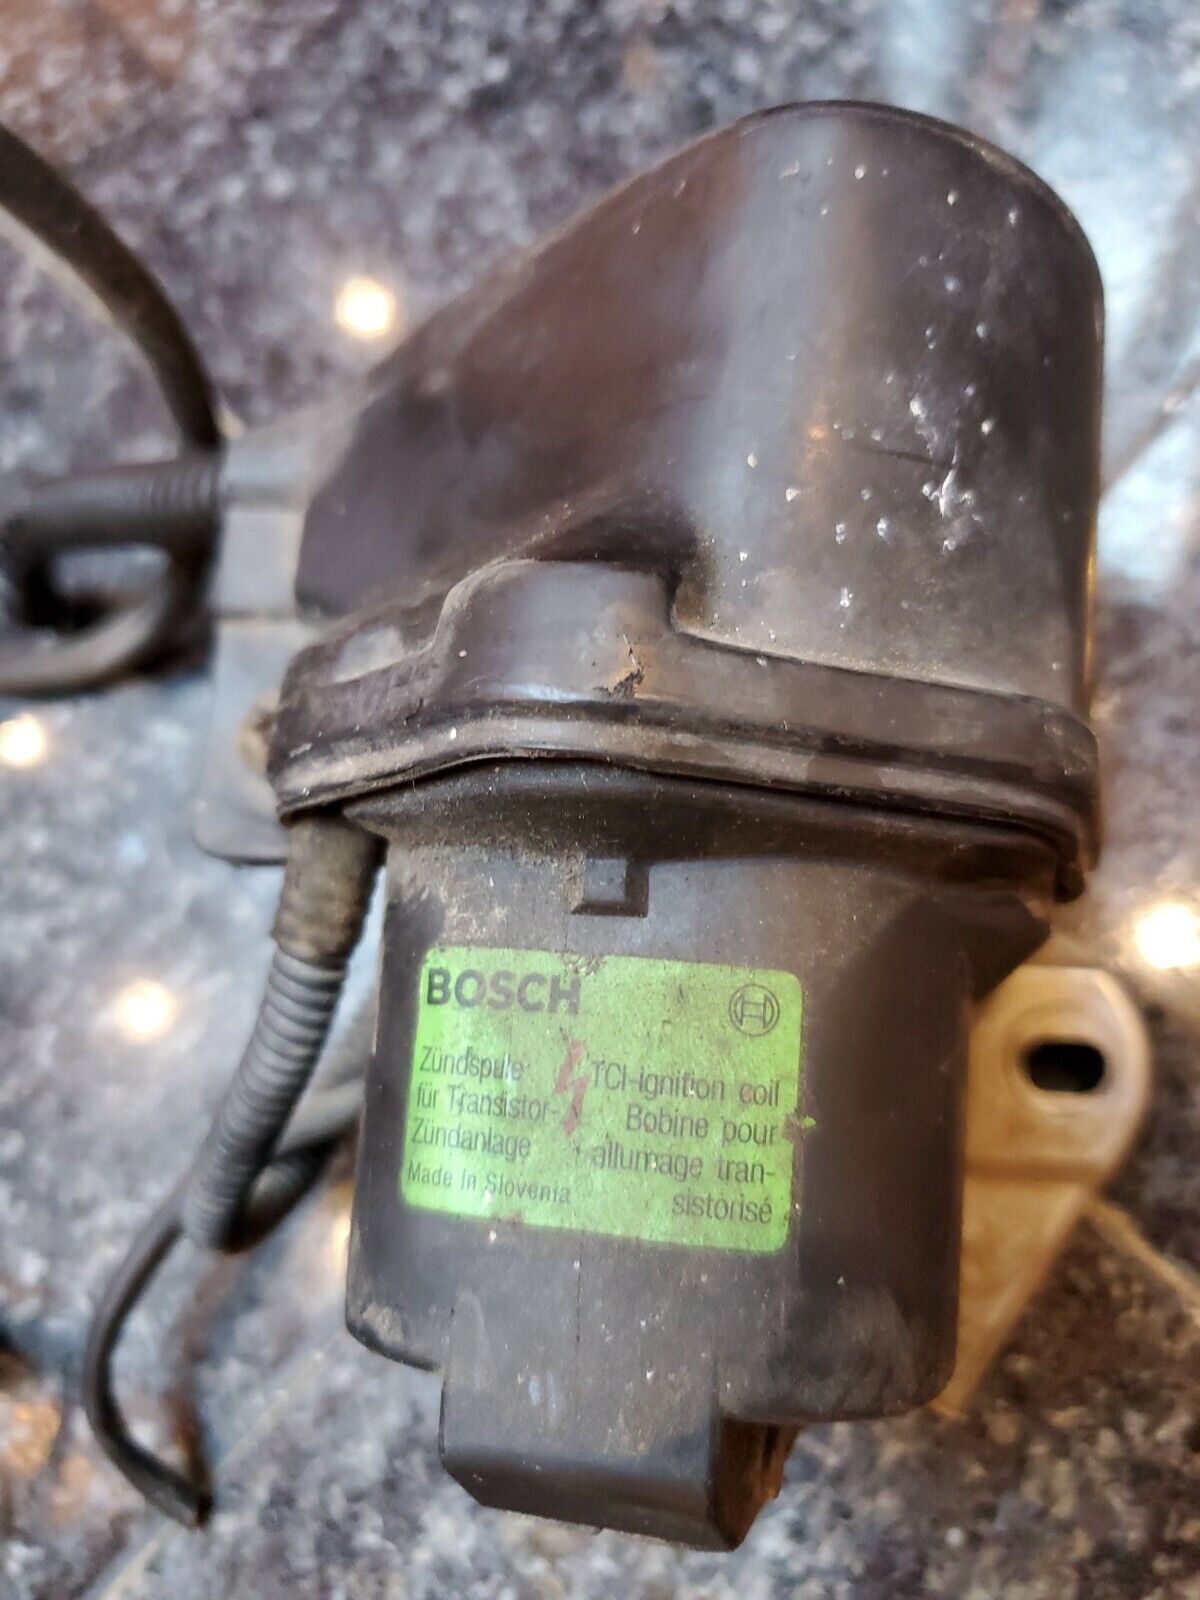 BOSCH
Zündspule
für Transistor-
Zündanlage
Made in Slovenia
TCI-Ignition coil
Bobine pour
allumage tran-
sistorisé